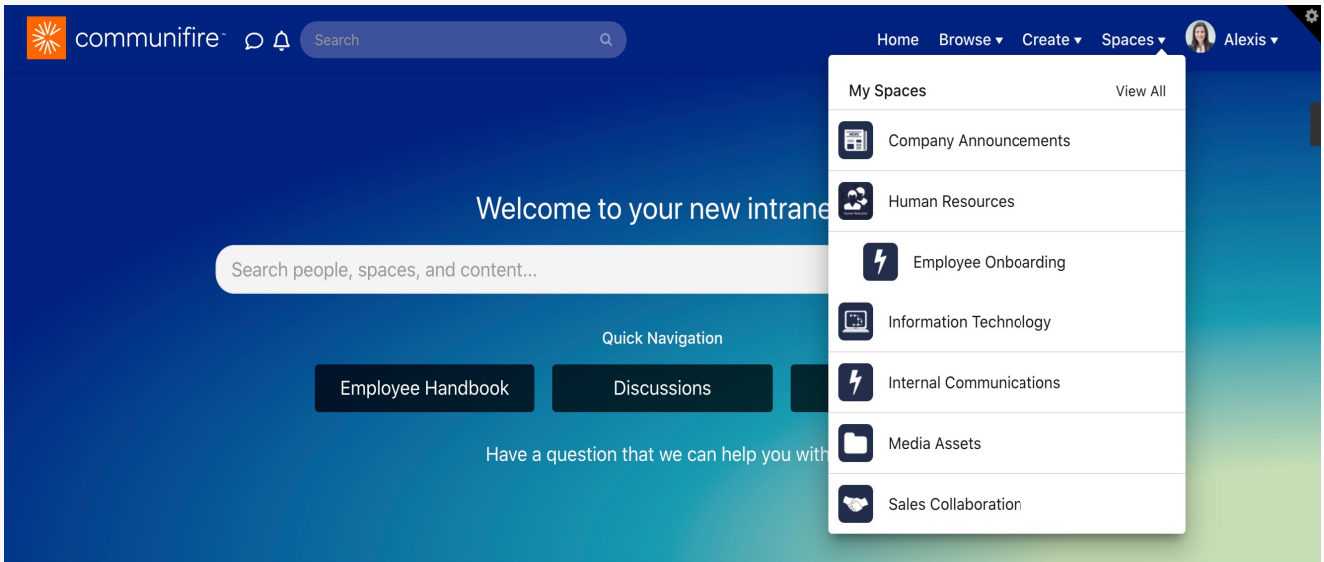 communifire
Search
Home Browse Create Spaces Alexis
My Spaces View All
Company Announcements
Human Resources
Employee Onboarding
Information Technology
Internal Communications
Media Assets
Sales Collaboration
Welcome to your new
Search people, spaces, and content...
Quick Navigation
Employee Handbook Discussions
Have a question that we can help you with